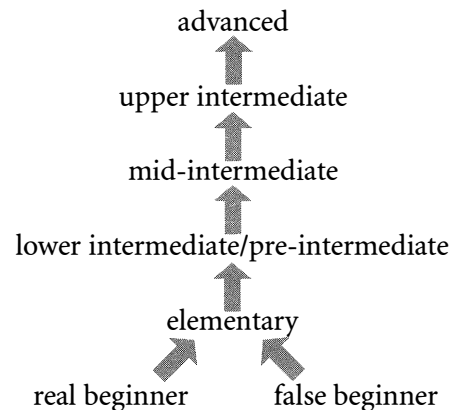 advanced
upper intermediate
mid-intermediate
lower intermediate/pre-intermediate
elementary
real beginner false beginner